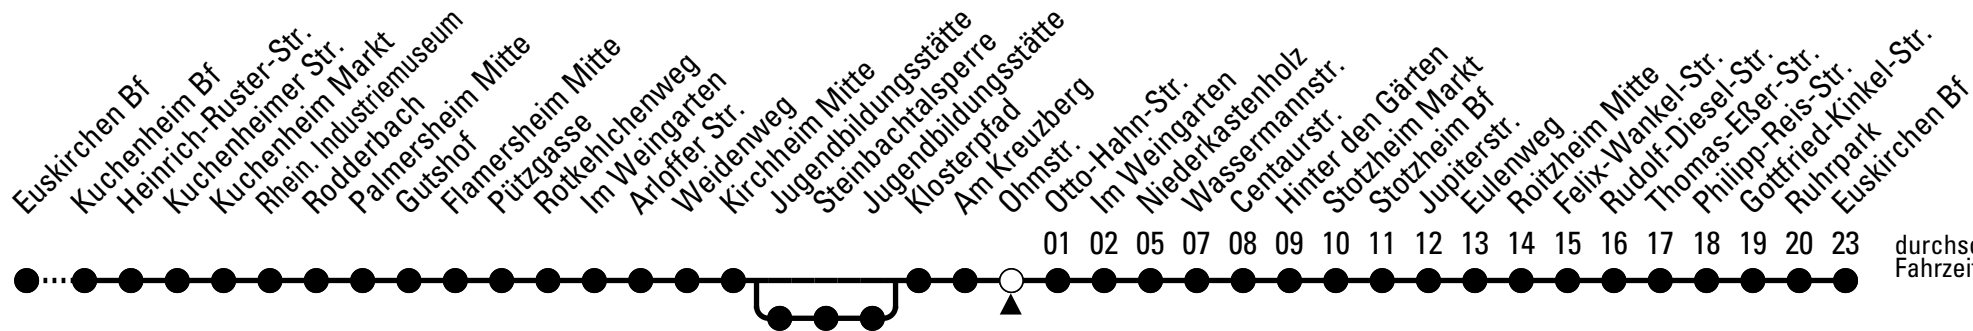 Euskirchen Bf
Kuchenheim Bf
Heinrich-Ruster-Str.
Kuchenheimer Str.
Kuchenheim Markt
Rhein. Industriemuseum
Rodderbach
Palmersheim Mitte
Gutshof
Flamersheim Mitte
Pützgasse
Rotkehlchenweg
Im Weingarten
Arloffer Str.
Weidenweg
Kirchheim Mitte
Jugendbildungsstätte
Steinbachtalsperre
Jugendbildungsstätte
Klosterpfad
Am Kreuzberg
Ohmstr.
Otto-Hahn-Str.
Im Weingarten
Niederkastenholz
Wassermannstr.
Centaurstr.
Hinter den Gärten
Stotzheim Markt
Stotzheim Bf
Jupiterstr.
Eulenweg
Roitzheim Mitte
Felix-Wankel-Str.
Rudolf-Diesel-Str.
Thomas-Eßer-Str.
Philipp-Reis-Str.
Gottfried-Kinkel-Str.
Ruhrpark
Euskirchen Bf
01 02 05 07 08 09 10 11 12 13 14 15 16 17 18 19 20 23